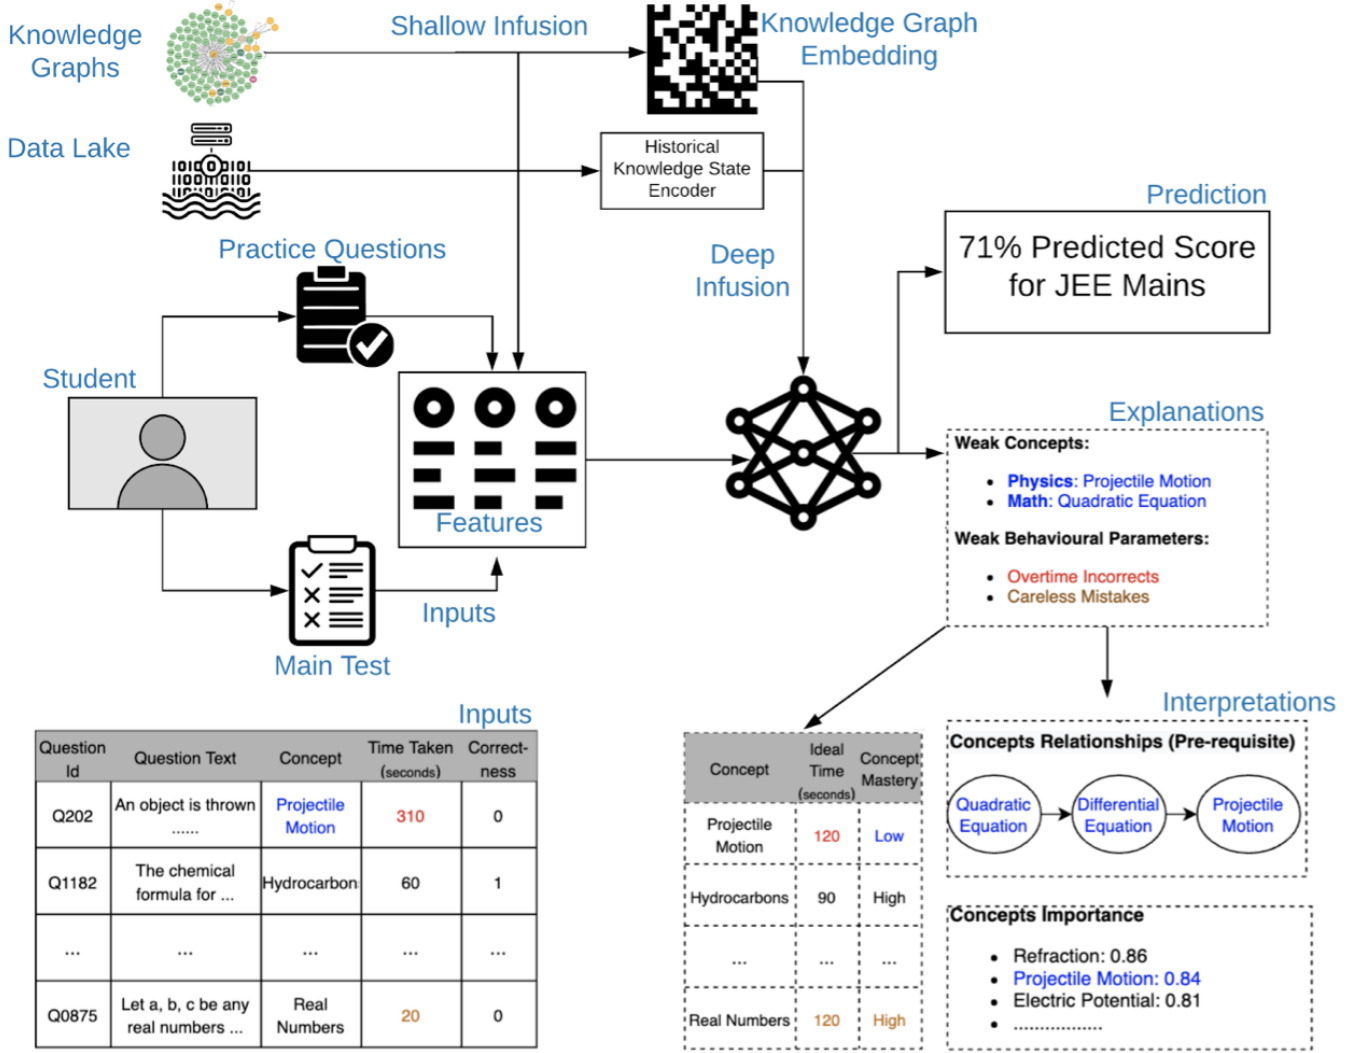 Knowledge
Graphs
Shallow Infusion
Knowledge Graph
Embedding
Data Lake
Historical
Knowledge State
Encoder
Practice Questions
Deep
Infusion
Prediction
71% Predicted Score
for JEE Mains
Student
Features
Inputs
Main Test
Explanations
Weak Concepts:
• Physics: Projectile Motion
• Math: Quadratic Equation
Weak Behavioural Parameters:
• Overtime Incorrects
• Careless Mistakes
Inputs
Question Id Question Text Concept Time Taken (seconds) Correct-ness
Q202 An object is thrown ...... Projectile Motion 310 0
Q1182 The chemical formula for ... Hydrocarbon 60 1
... ... ... ... ...
Q0875 Let a, b, c be any real numbers ... Real Numbers 20 0
Concept Ideal Time (seconds) Concept Mastery
Projectile Motion 120 Low
Hydrocarbons 90 High
... ... ...
Real Numbers 120 High
Interpretations
Concepts Relationships (Pre-requisite)
Quadratic Equation
Differential Equation
Projectile Motion
Concepts Importance
• Refraction: 0.86
• Projectile Motion: 0.84
• Electric Potential: 0.81
• .................